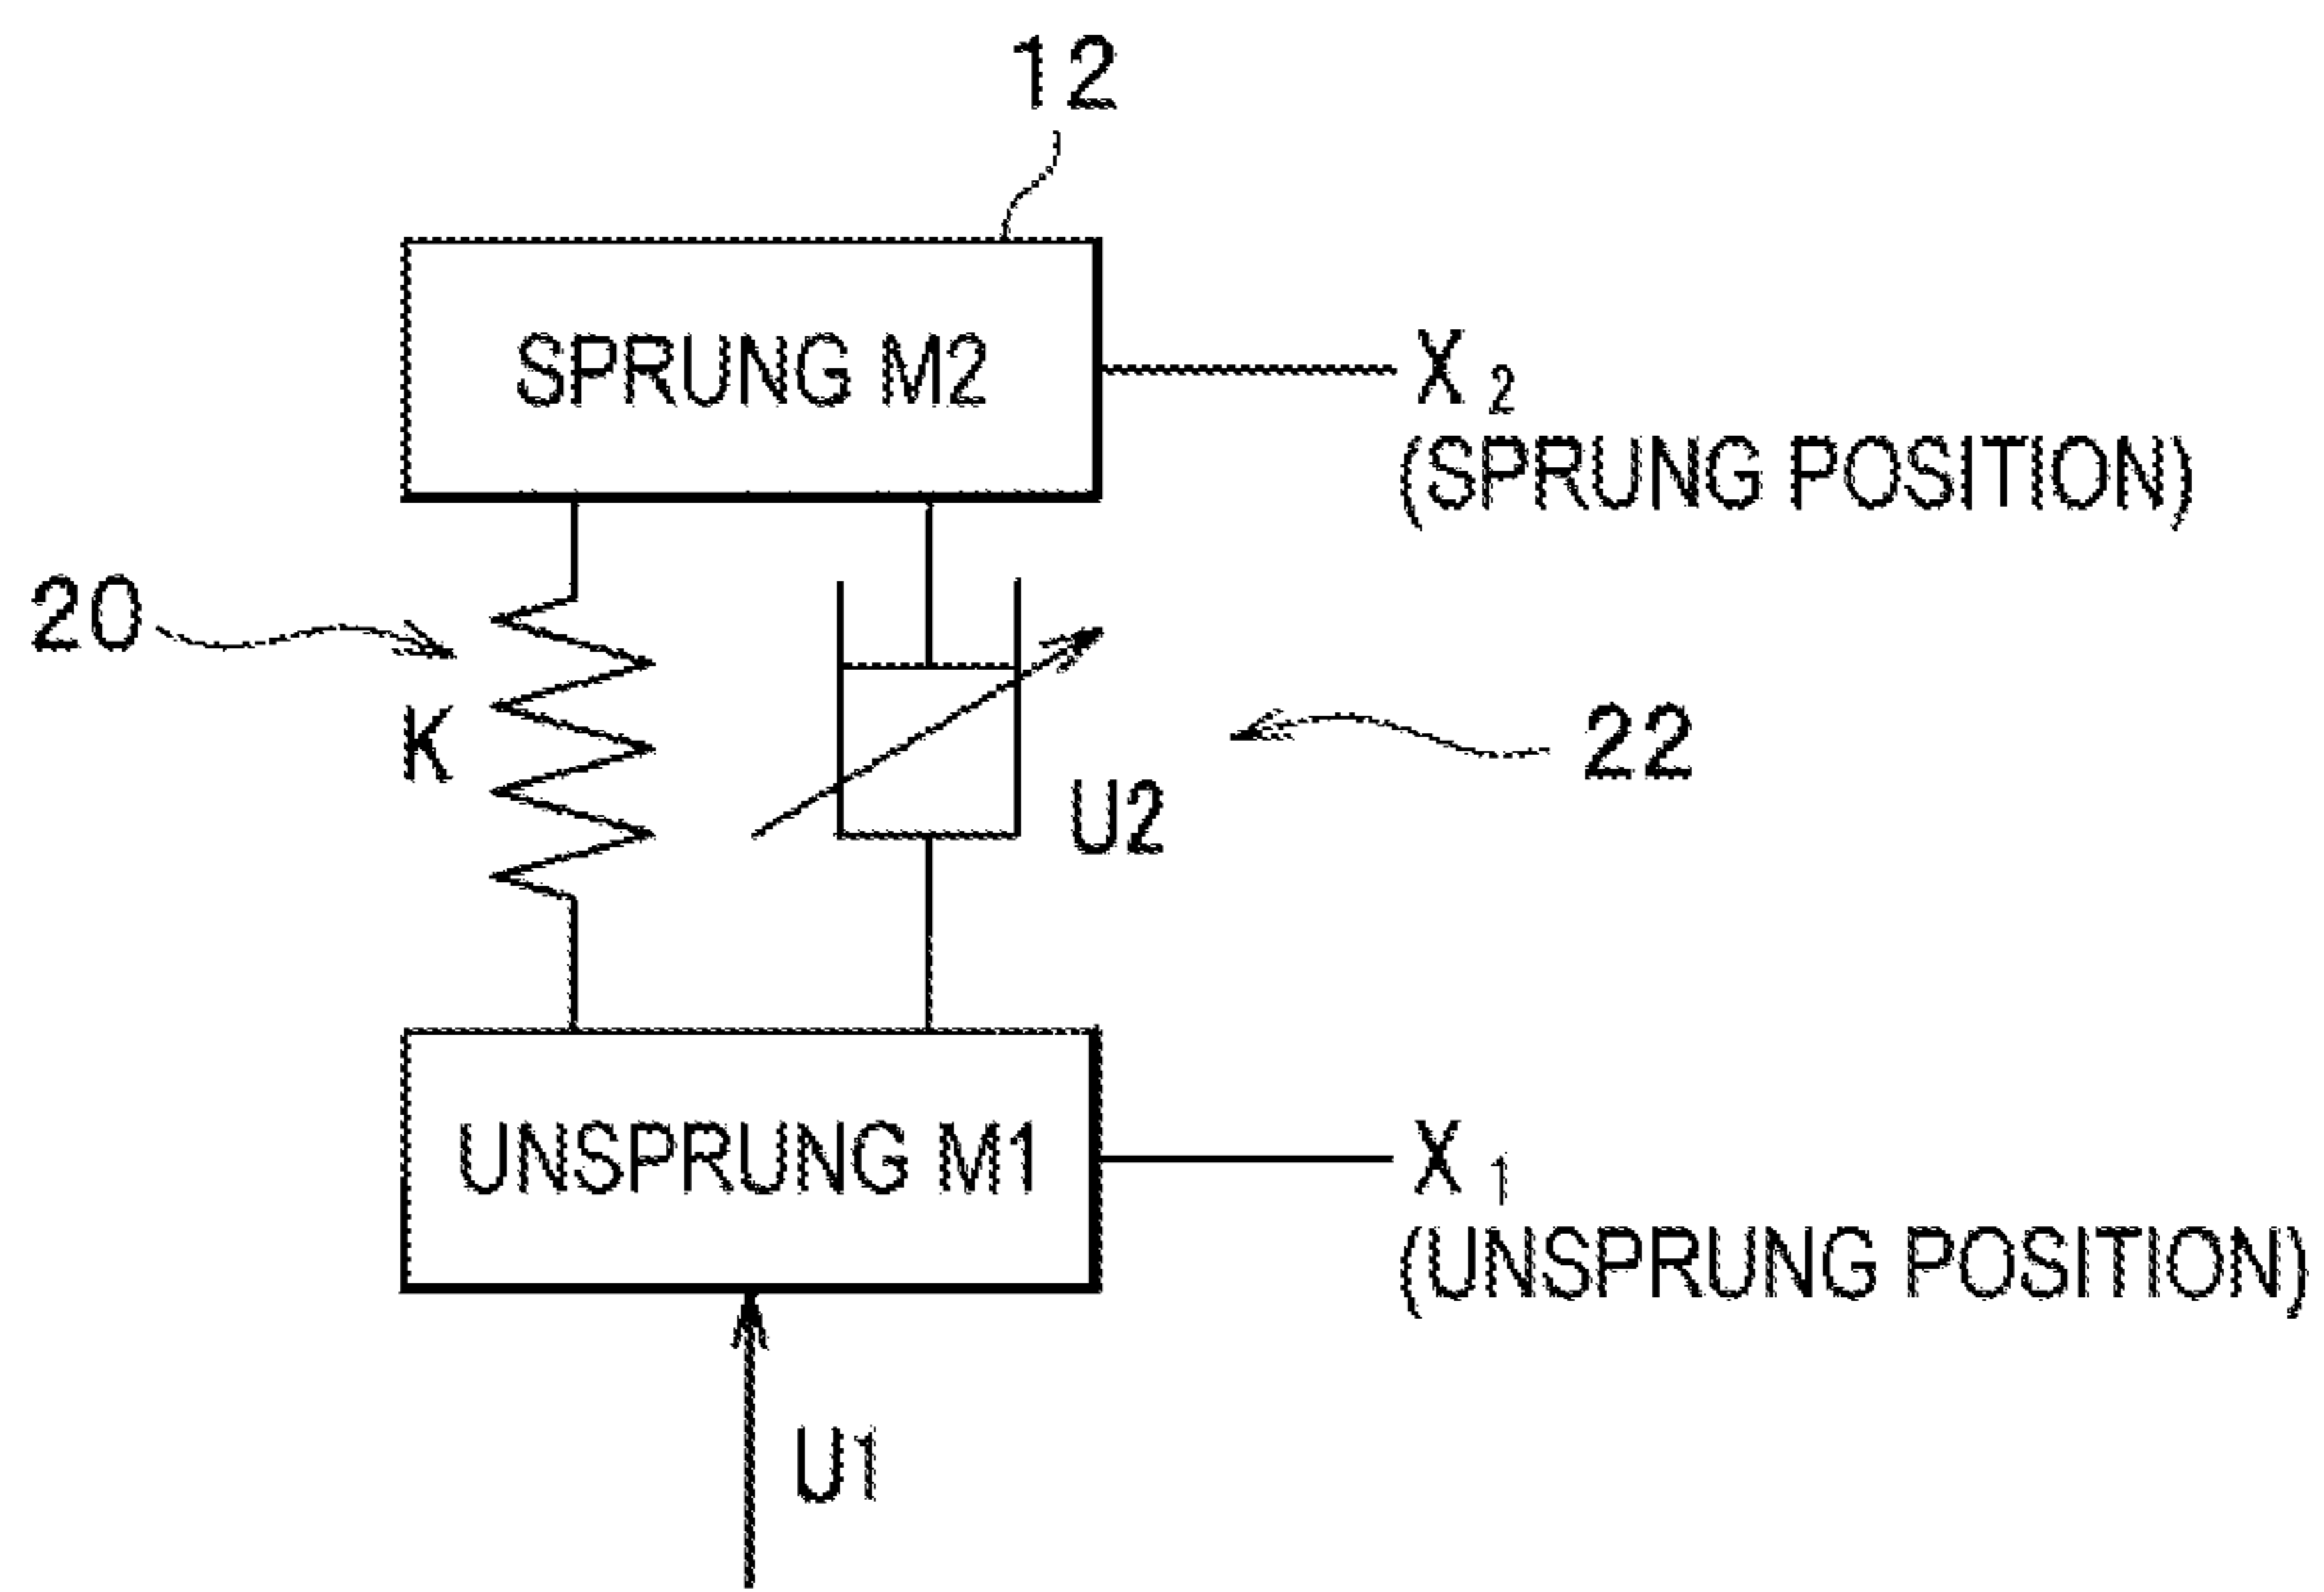 12
SPRUNG M2
X2
(SPRUNG POSITION)
20
K
22
U2
UNSPRUNG M1
X1
(UNSPRUNG POSITION)
U1